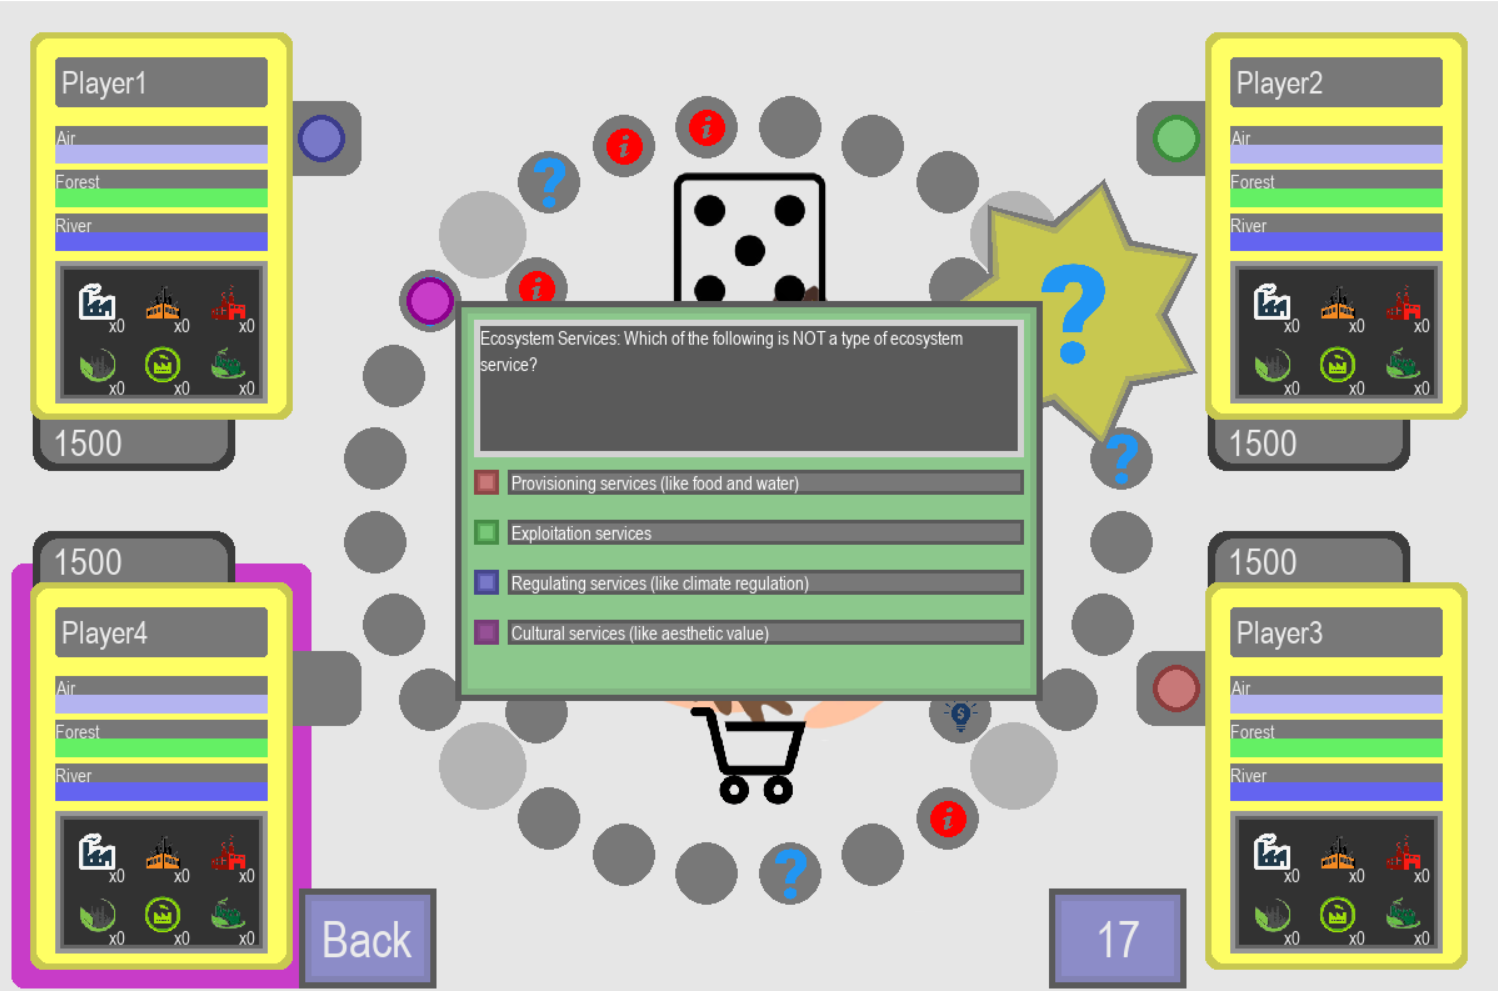 Player1
Air
Forest
River
x0
x0
x0
x0
x0
x0
1500
Player2
Air
Forest
River
x0
x0
x0
x0
x0
x0
1500
i
i
?
i
?
?
Ecosystem Services: Which of the following is NOT a type of ecosystem
service?
Provisioning services (like food and water)
Exploitation services
Regulating services (like climate regulation)
Cultural services (like aesthetic value)
1500
Player4
Air
Forest
River
x0
x0
x0
x0
x0
x0
1500
Player3
Air
Forest
River
x0
x0
x0
x0
x0
x0
$
i
?
Back
17